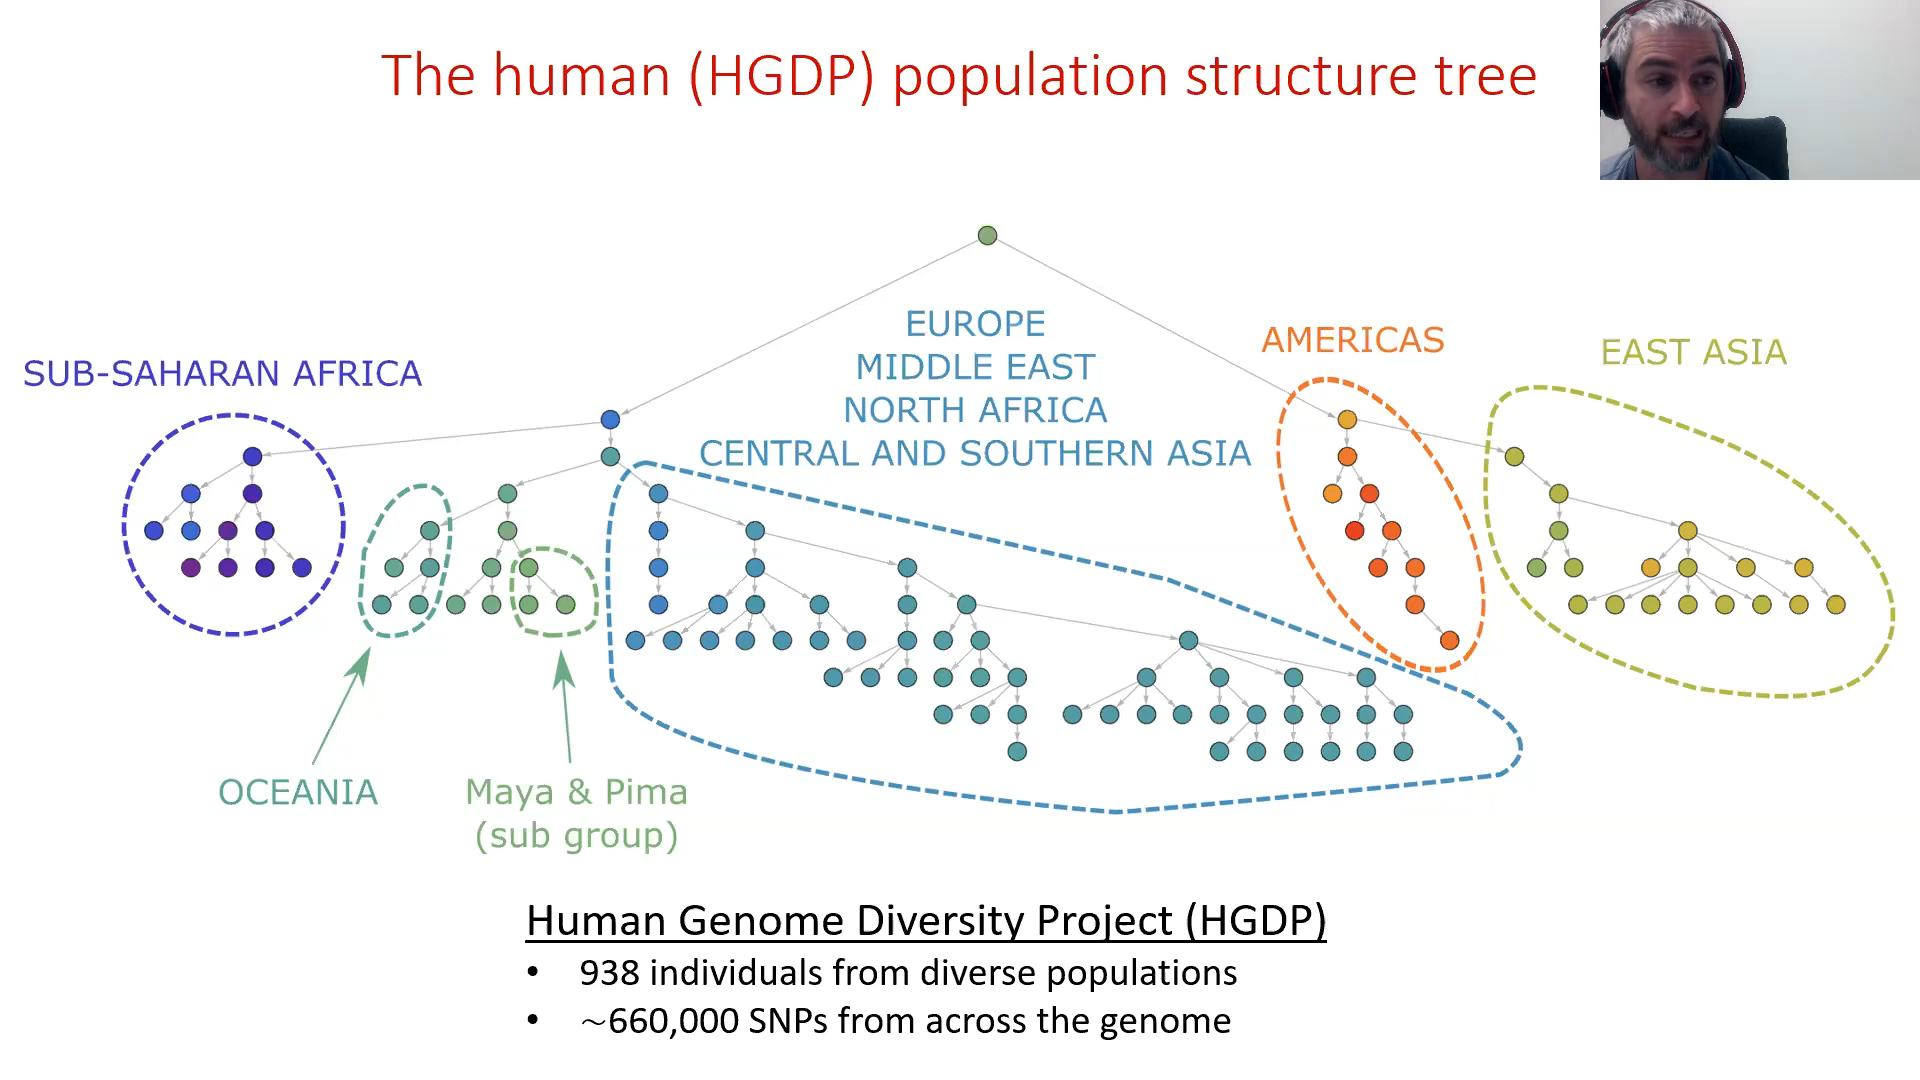 The human (HGDP) population structure tree
EUROPE
MIDDLE EAST
NORTH AFRICA
CENTRAL AND SOUTHERN ASIA
AMERICAS
EAST ASIA
SUB-SAHARAN AFRICA
OCEANIA
Maya & Pima
(sub group)
Human Genome Diversity Project (HGDP)
• 938 individuals from diverse populations
• ~660,000 SNPs from across the genome